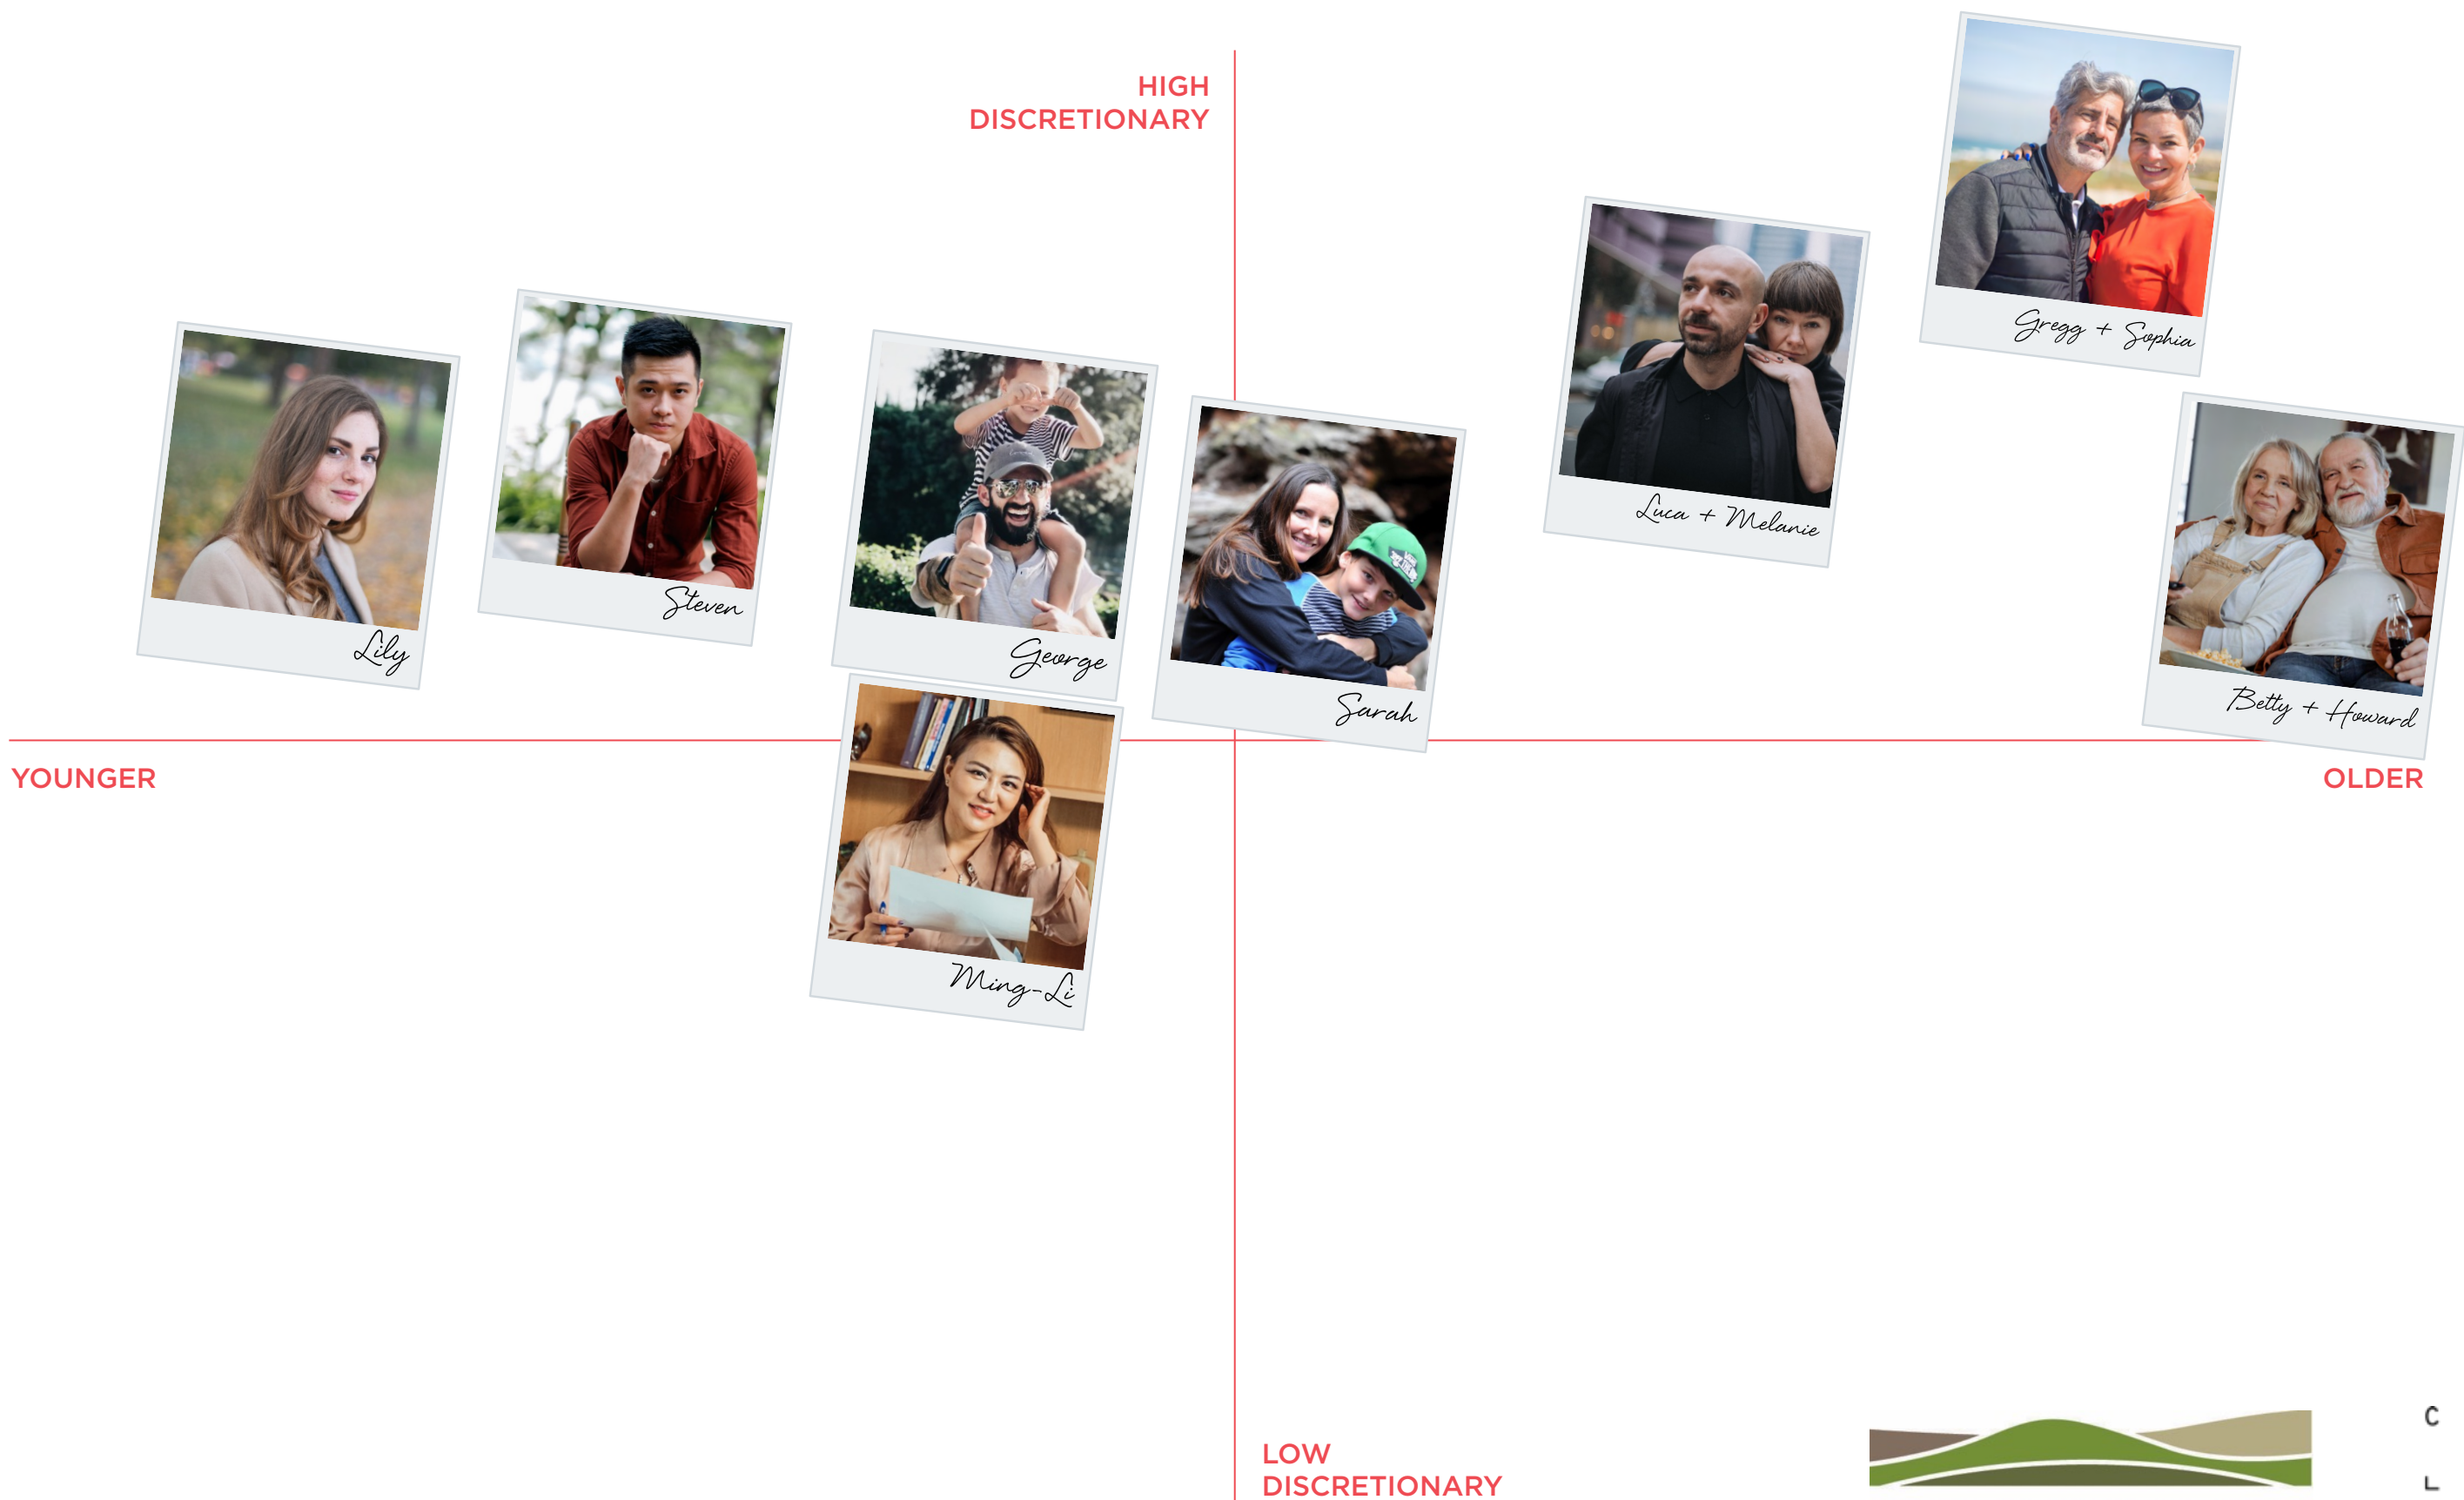 HIGH
DISCRETIONARY
Gregg + Sophia
Luca + Melanie
Steven
Lily
George
Sarah
Betty + Howard
YOUNGER
OLDER
Ming-Li
LOW
DISCRETIONARY
C
L